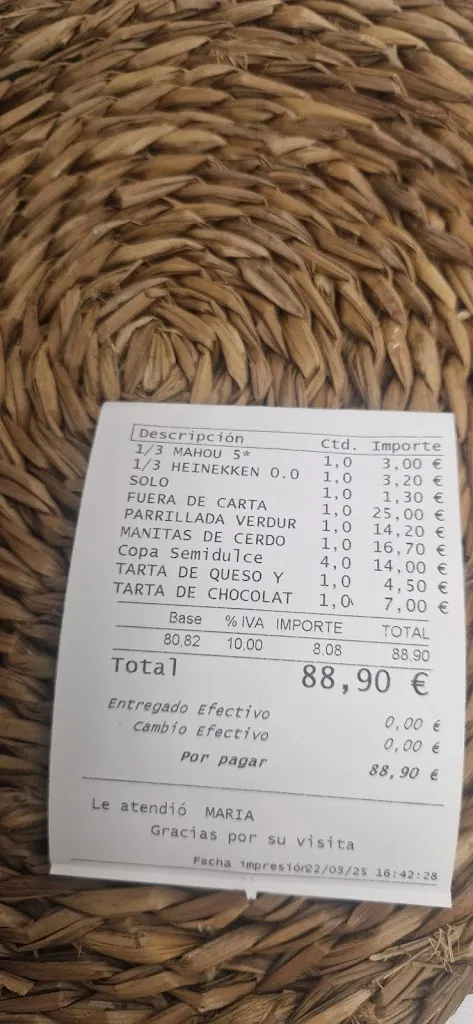 Descripción Ctd. Importe
1/3 MAHOU 5* 1,0 3,00 €
1/3 HEINEKKEN 0.0 1,0 3,20 €
SOLO 1,0 1,30 €
FUERA DE CARTA 1,0 25,00 €
PARRILLADA VERDUR 1,0 14,20 €
MANITAS DE CERDO 1,0 16,70 €
Copa Semidulce 4,0 14,00 €
TARTA DE QUESO Y 1,0 4,50 €
TARTA DE CHOCOLAT 1,0 7,00 €
Base % IVA IMPORTE TOTAL
80,82 10,00 8,08 88,90
Total 88,90 €
Entregado Efectivo 0,00 €
Cambio Efectivo 0,00 €
Por pagar 88,90 €
Le atendió MARIA
Gracias por su visita
Fecha impresión22/03/25 16:42:28